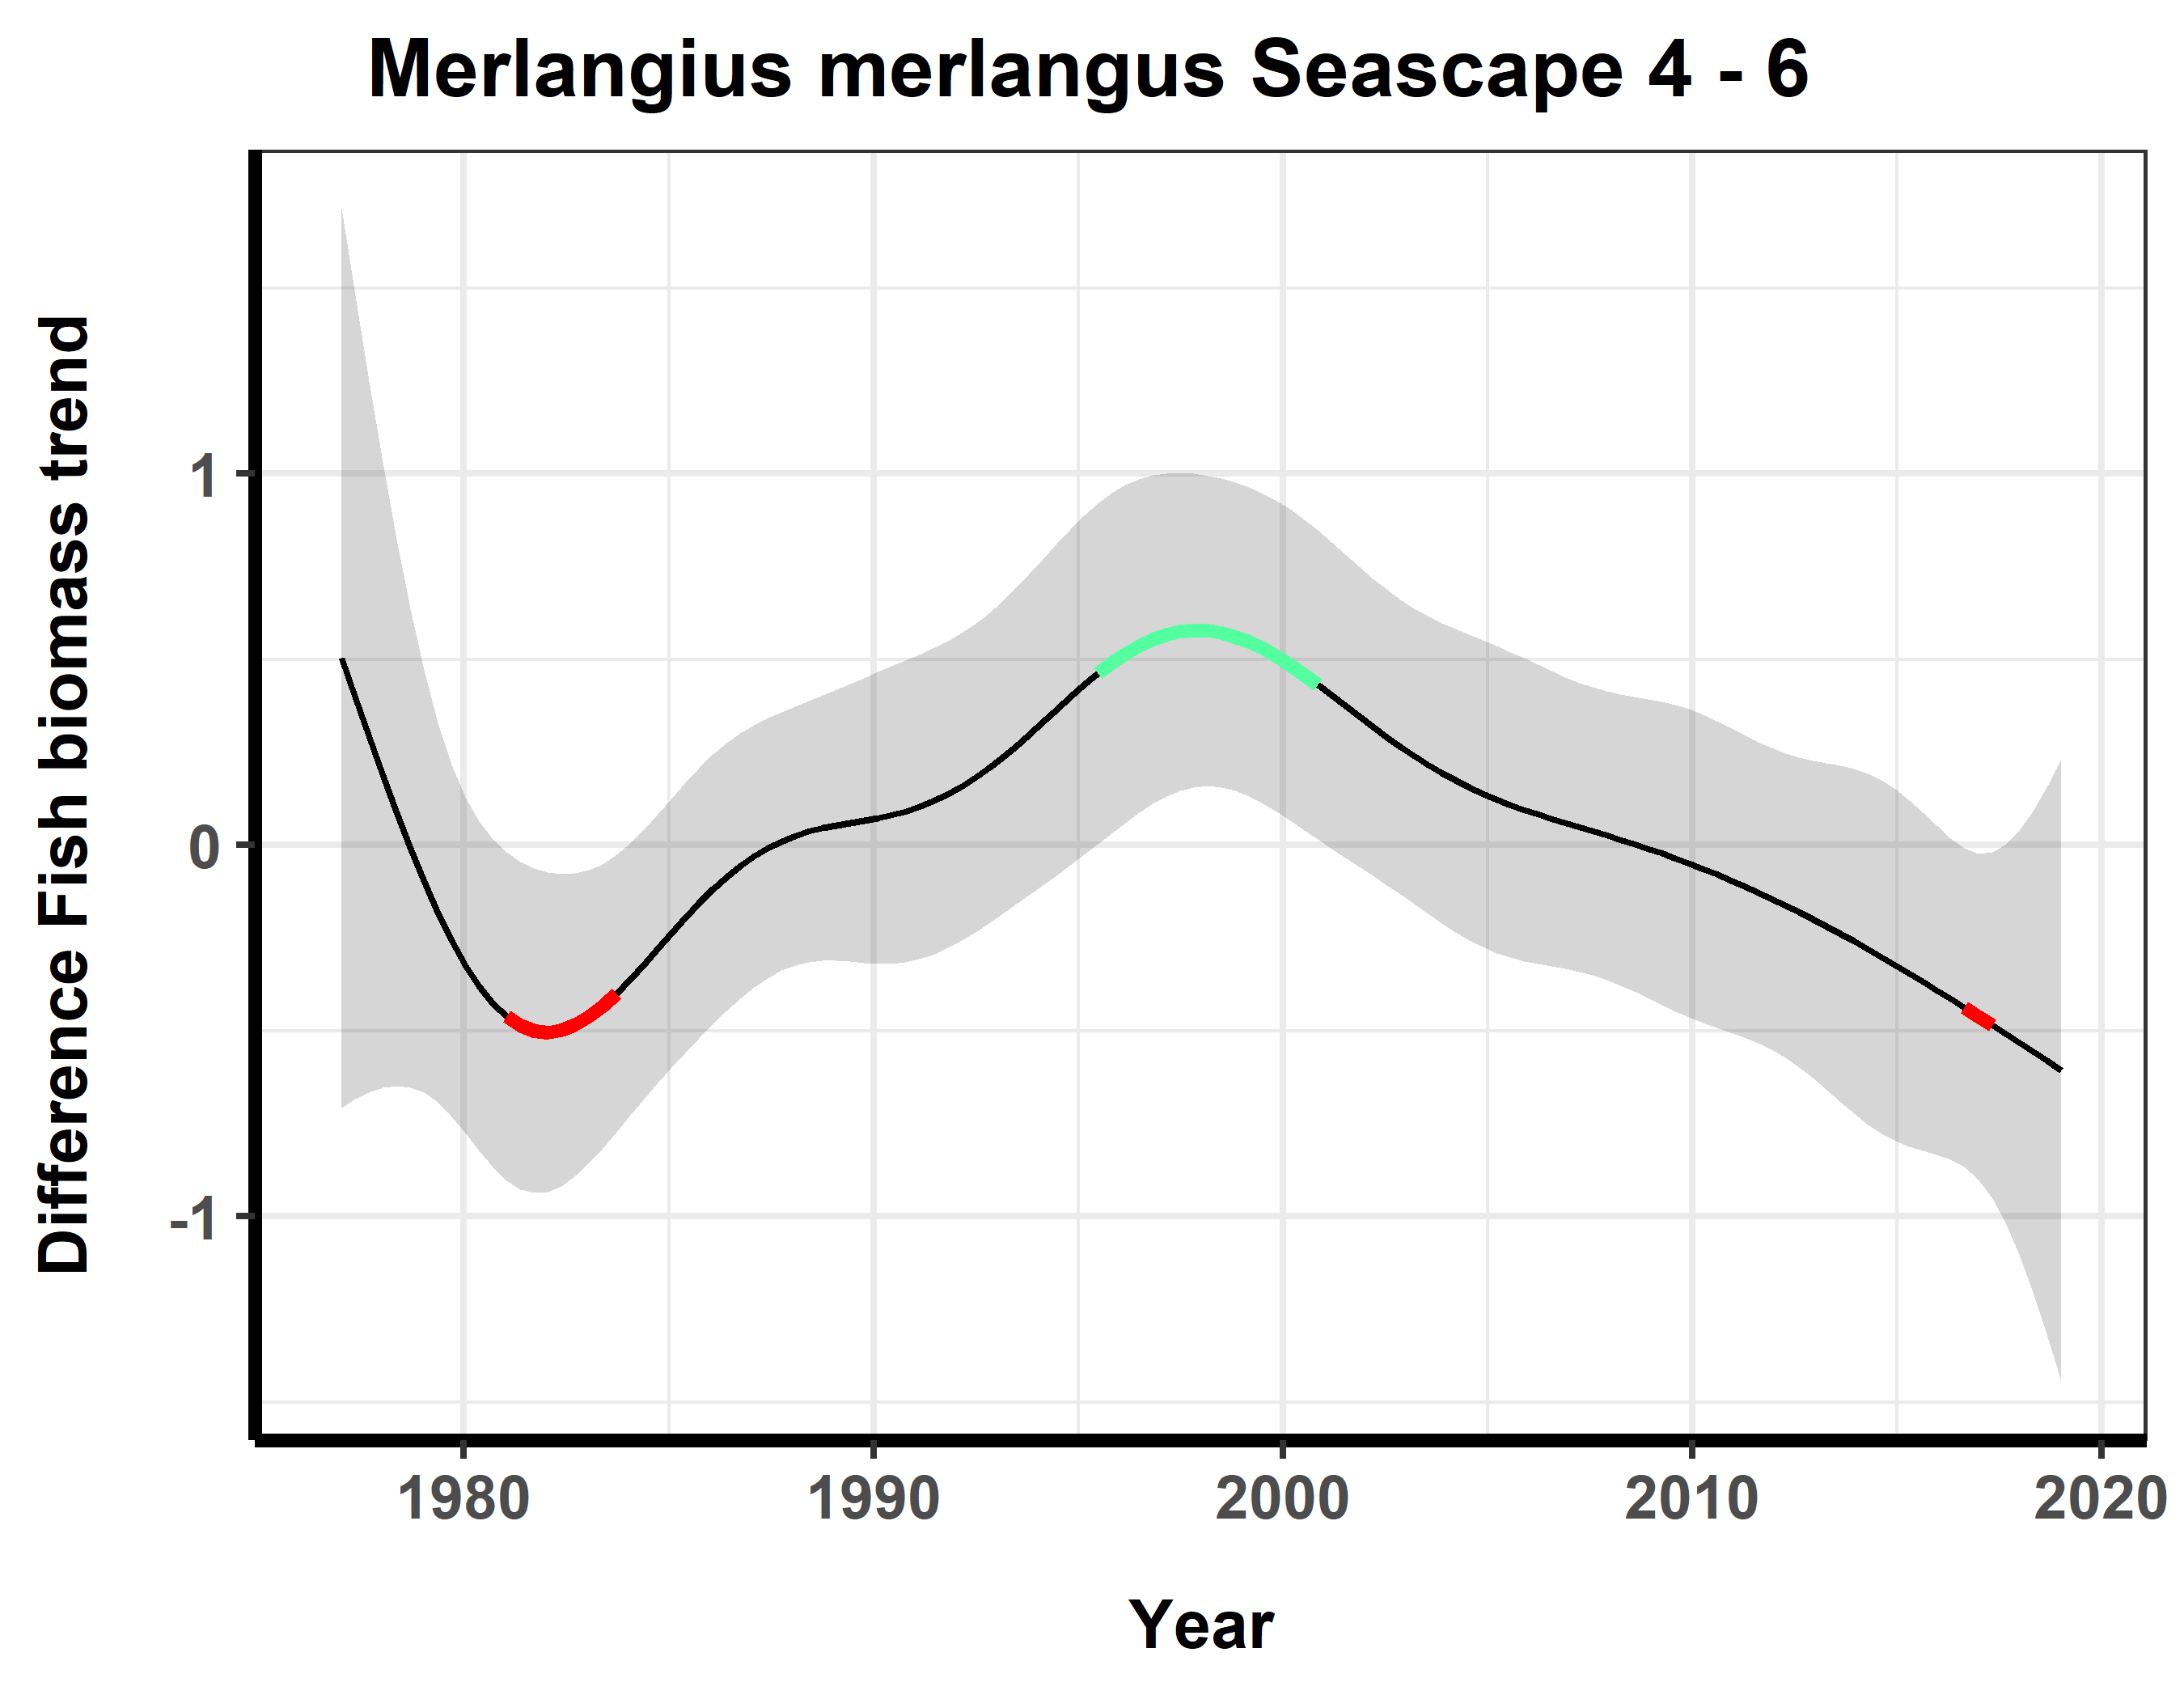 Merlangius merlangus Seascape 4 - 6
Difference Fish biomass trend
1
0
-1
1980 1990 2000 2010 2020
Year